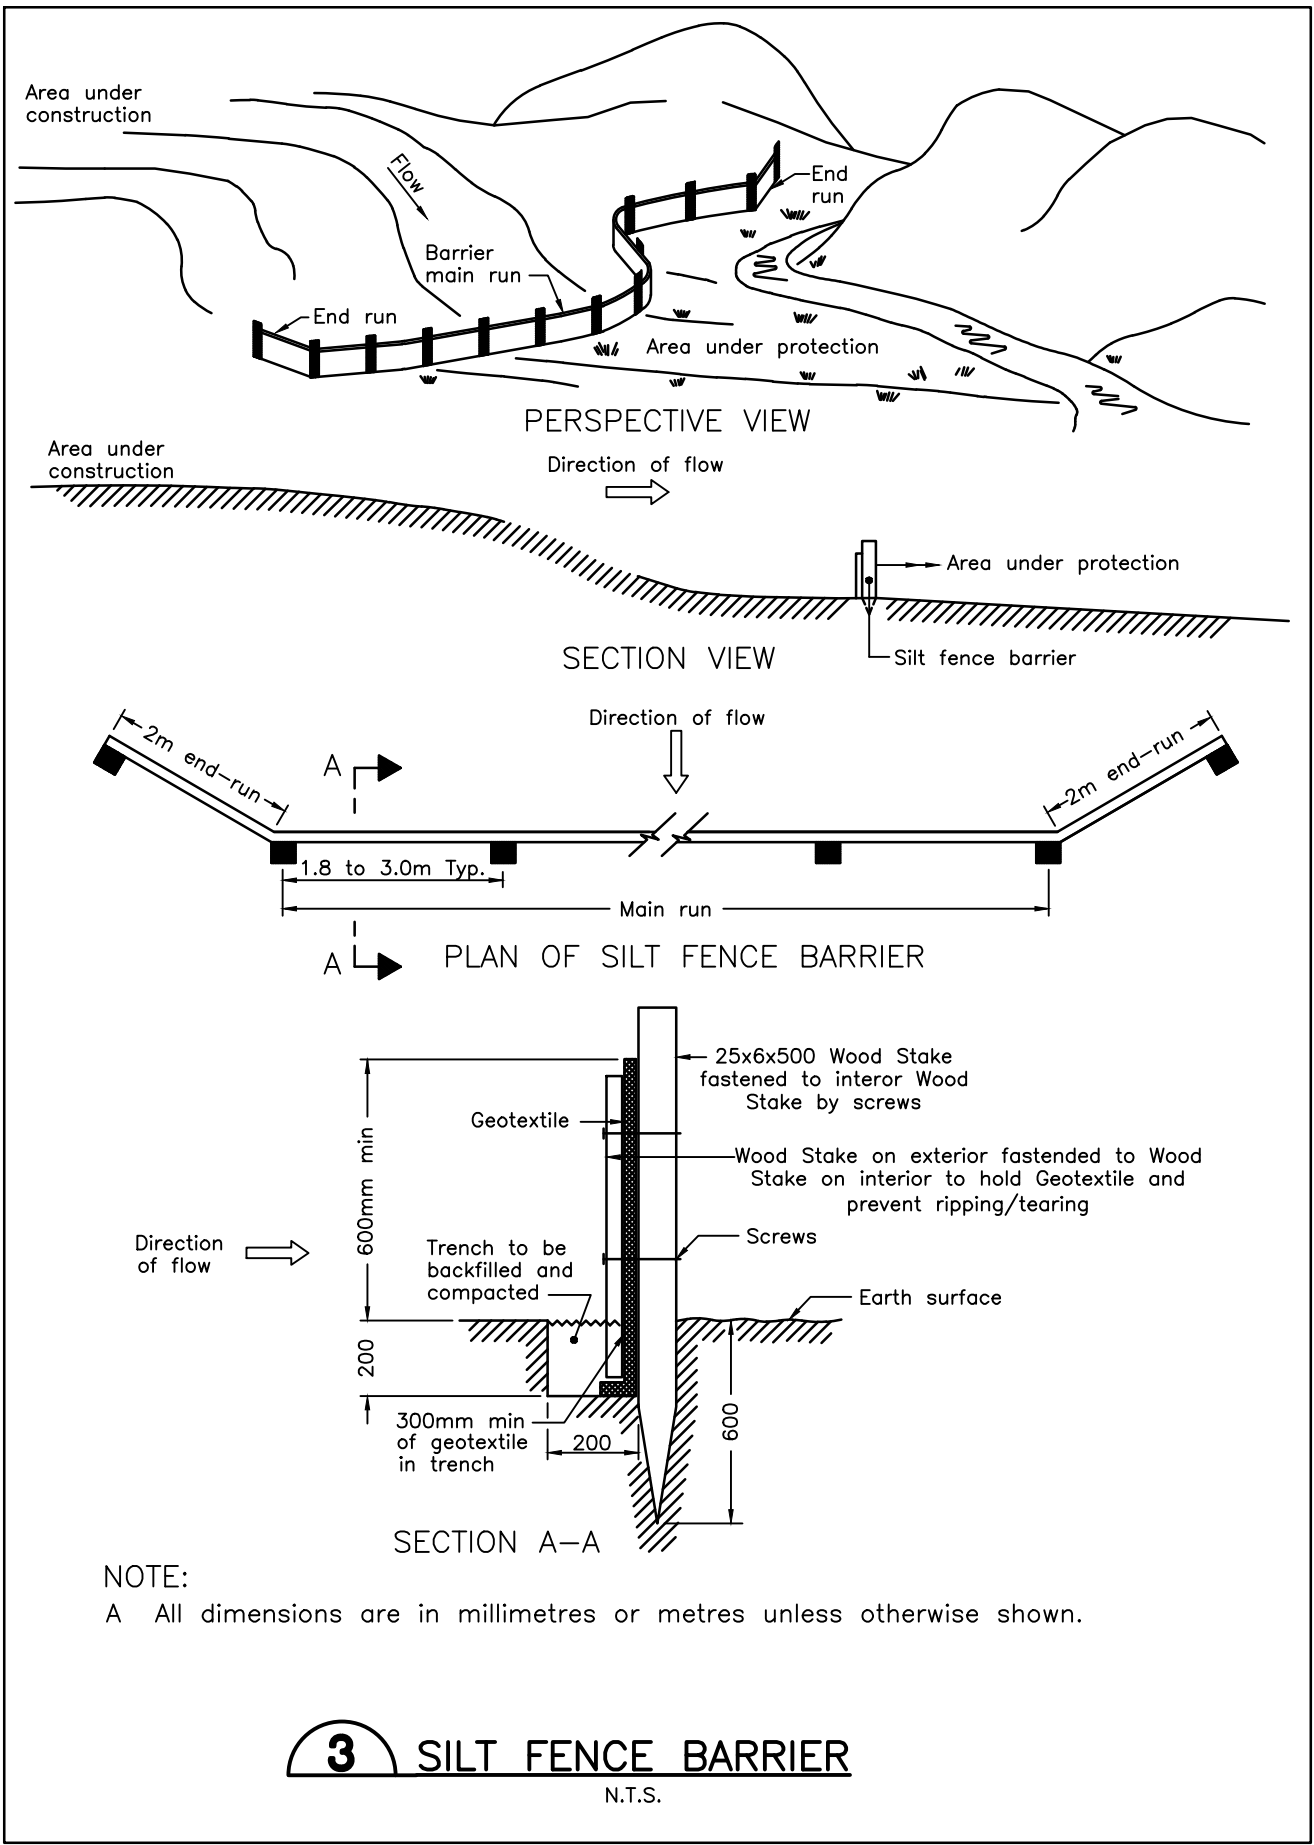 Area under
construction
Flow
End
run
Barrier
main run
End run
Area under protection
PERSPECTIVE VIEW
Area under
construction
Direction of flow
Area under protection
SECTION VIEW
Silt fence barrier
Direction of flow
2m end-run
A
2m end-run
1.8 to 3.0m Typ.
Main run
A
PLAN OF SILT FENCE BARRIER
25x6x500 Wood Stake
fastened to interor Wood
Stake by screws
Geotextile
600mm min
Wood Stake on exterior fastended to Wood
Stake on interior to hold Geotextile and
prevent ripping/tearing
Direction
of flow
Trench to be
backfilled and
compacted
Screws
Earth surface
200
300mm min
of geotextile
in trench
200
600
SECTION A-A
NOTE:
A All dimensions are in millimetres or metres unless otherwise shown.
3 SILT FENCE BARRIER
N.T.S.